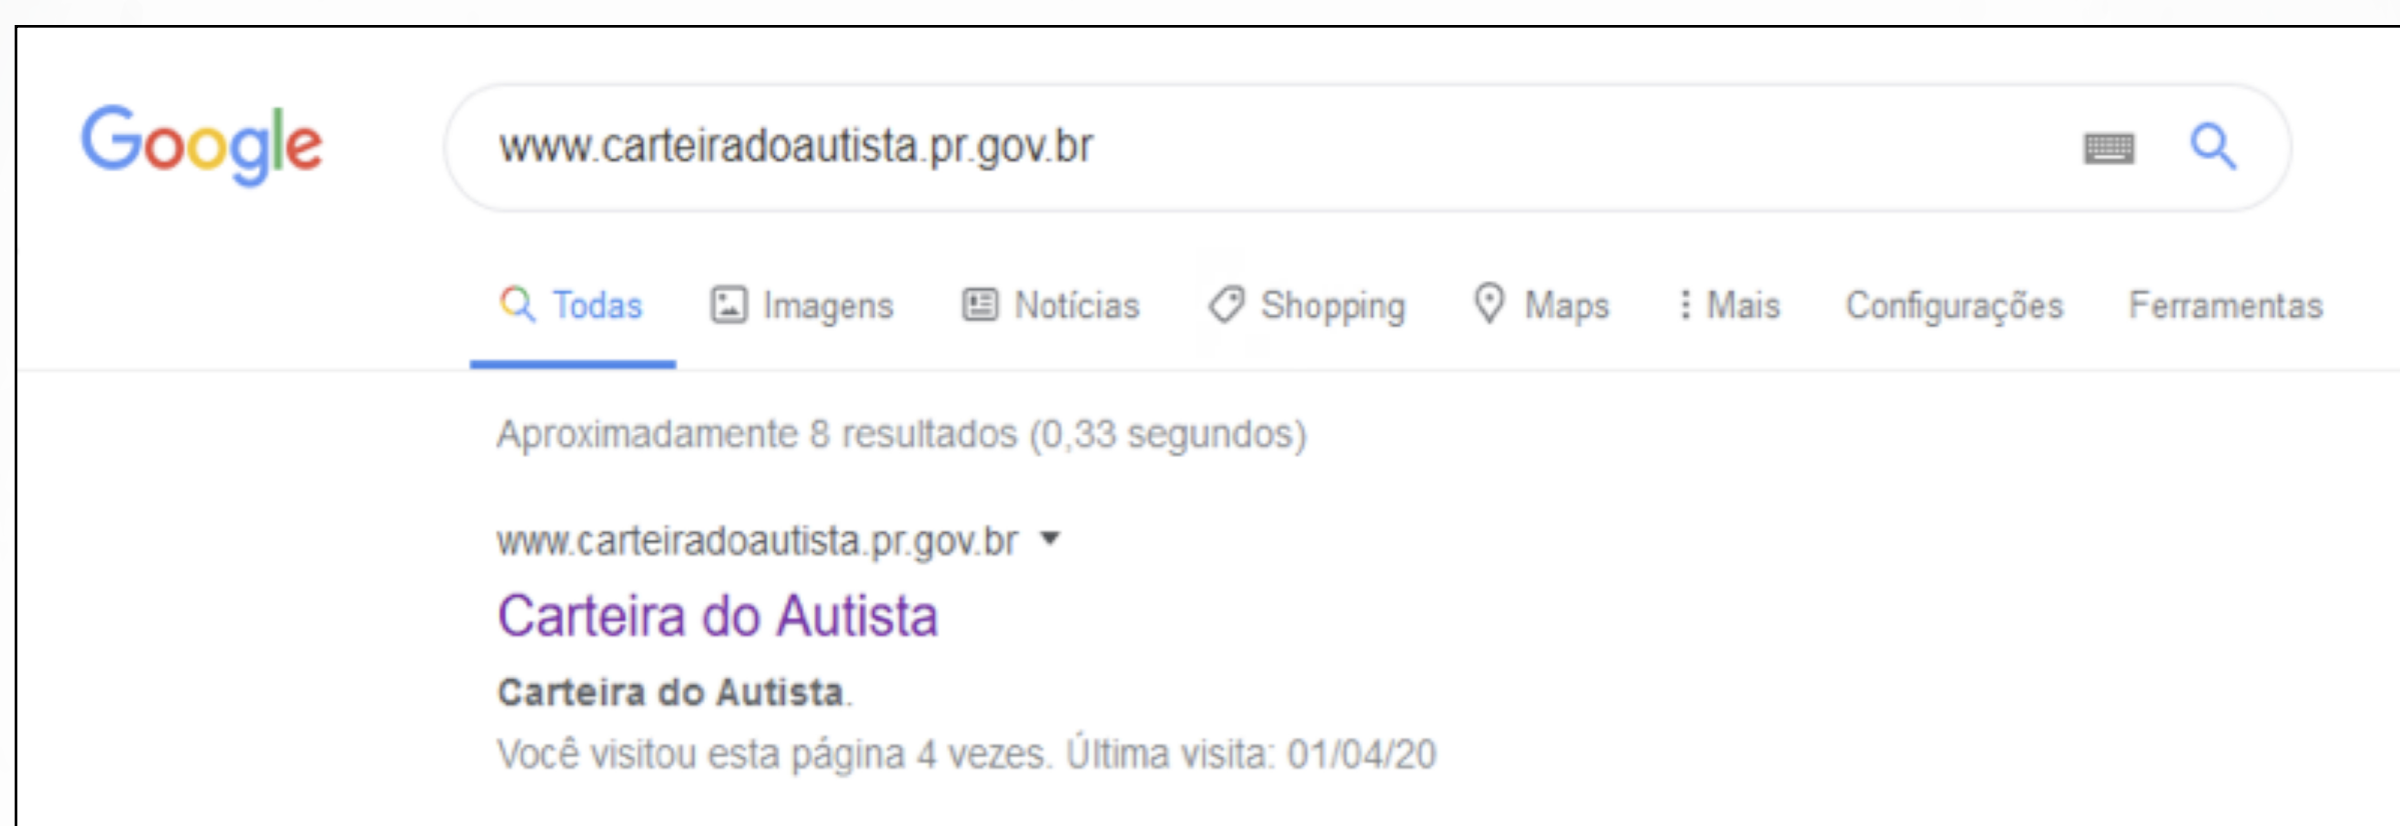 Google www.carteiradoautista.pr.gov.br
Todas Imagens Notícias Shopping Maps Mais Configurações Ferramentas
Aproximadamente 8 resultados (0,33 segundos)
www.carteiradoautista.pr.gov.br
Carteira do Autista
Carteira do Autista.
Você visitou esta página 4 vezes. Última visita: 01/04/20